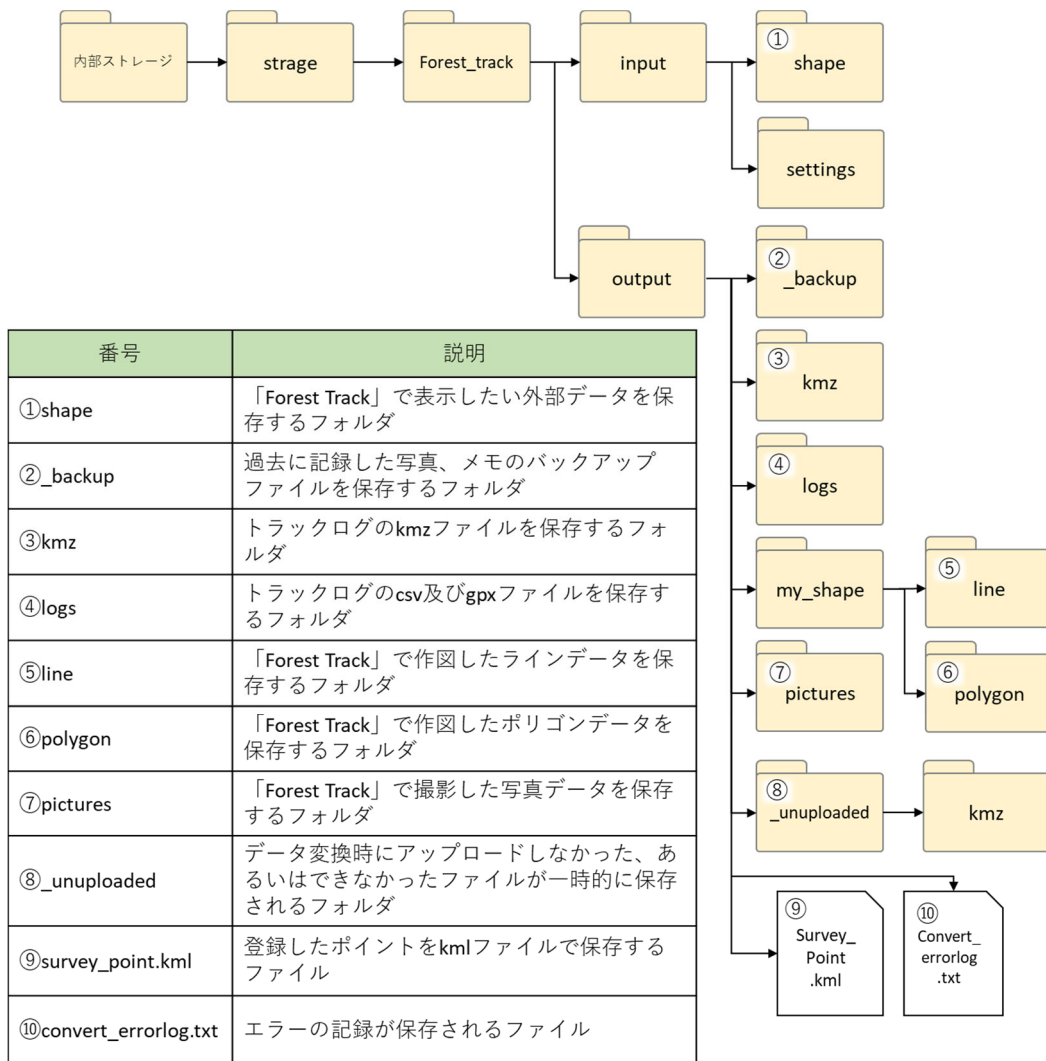 内部ストレージ
strage
Forest_track
input
①
shape
settings
output
②
_backup
③
kmz
④
logs
my_shape
⑤
line
⑥
polygon
⑦
pictures
⑧
_unuploaded
kmz
⑨
Survey_
Point
.kml
⑩
Convert_
errorlog
.txt
番号 説明
①shape
「Forest Track」で表示したい外部データを保
存するフォルダ
②_backup
過去に記録した写真、メモのバックアップ
ファイルを保存するフォルダ
③kmz
トラックログのkmzファイルを保存するフォ
ルダ
④logs
トラックログのcsv及びgpxファイルを保存す
るフォルダ
⑤line
「Forest Track」で作図したラインデータを保
存するフォルダ
⑥polygon
「Forest Track」で作図したポリゴンデータを
保存するフォルダ
⑦pictures
「Forest Track」で撮影した写真データを保存
するフォルダ
⑧_unuploaded
データ変換時にアップロードしなかった、あ
るいはできなかったファイルが一時的に保存
されるフォルダ
⑨survey_point.kml
登録したポイントをkmlファイルで保存する
ファイル
⑩convert_errorlog.txt
エラーの記録が保存されるファイル